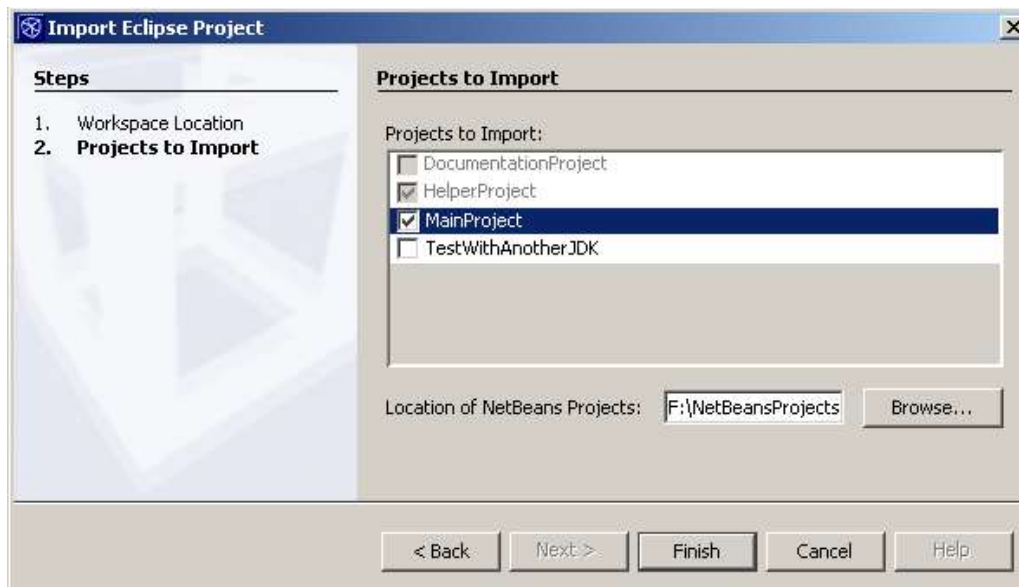 Import Eclipse Project
Steps
1. Workspace Location
2. Projects to Import
Projects to Import
Projects to Import:
DocumentationProject
HelperProject
MainProject
TestWithAnotherJDK
Location of NetBeans Projects: F:\NetBeansProjects Browse...
< Back Next > Finish Cancel Help